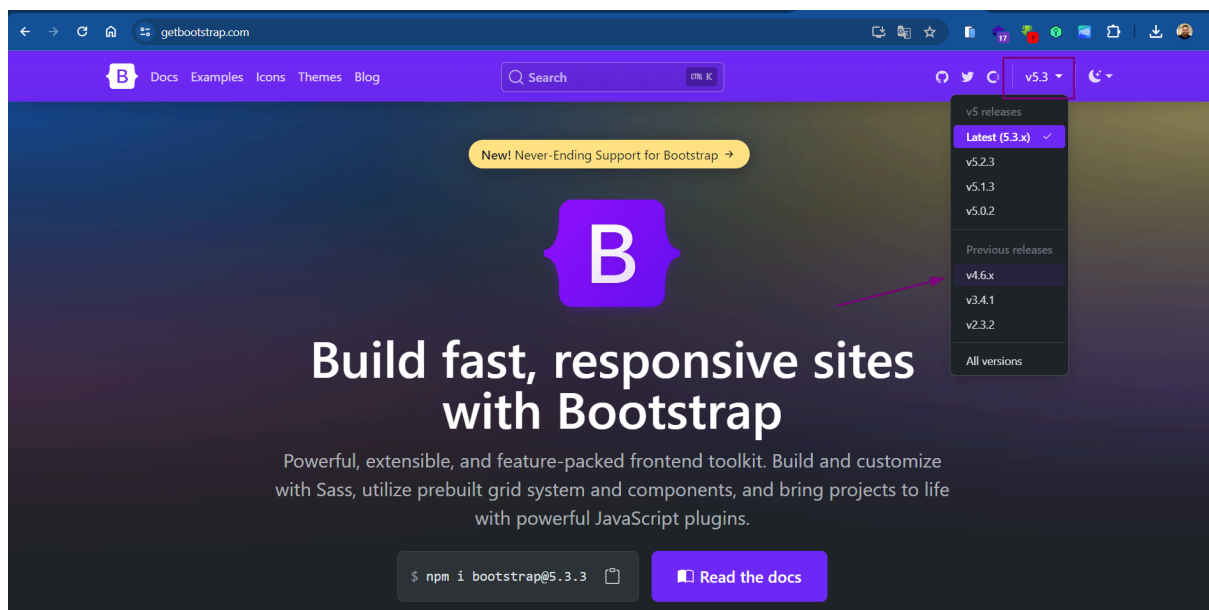 getbootstrap.com
17
7
B
Docs Examples Icons Themes Blog
Search
CTRL K
v5.3
v5 releases
Latest (5.3.x)
v5.2.3
v5.1.3
v5.0.2
Previous releases
v4.6.x
v3.4.1
v2.3.2
All versions
New! Never-Ending Support for Bootstrap →
B
Build fast, responsive sites
with Bootstrap
Powerful, extensible, and feature-packed frontend toolkit. Build and customize
with Sass, utilize prebuilt grid system and components, and bring projects to life
with powerful JavaScript plugins.
$ npm i bootstrap@5.3.3
Read the docs